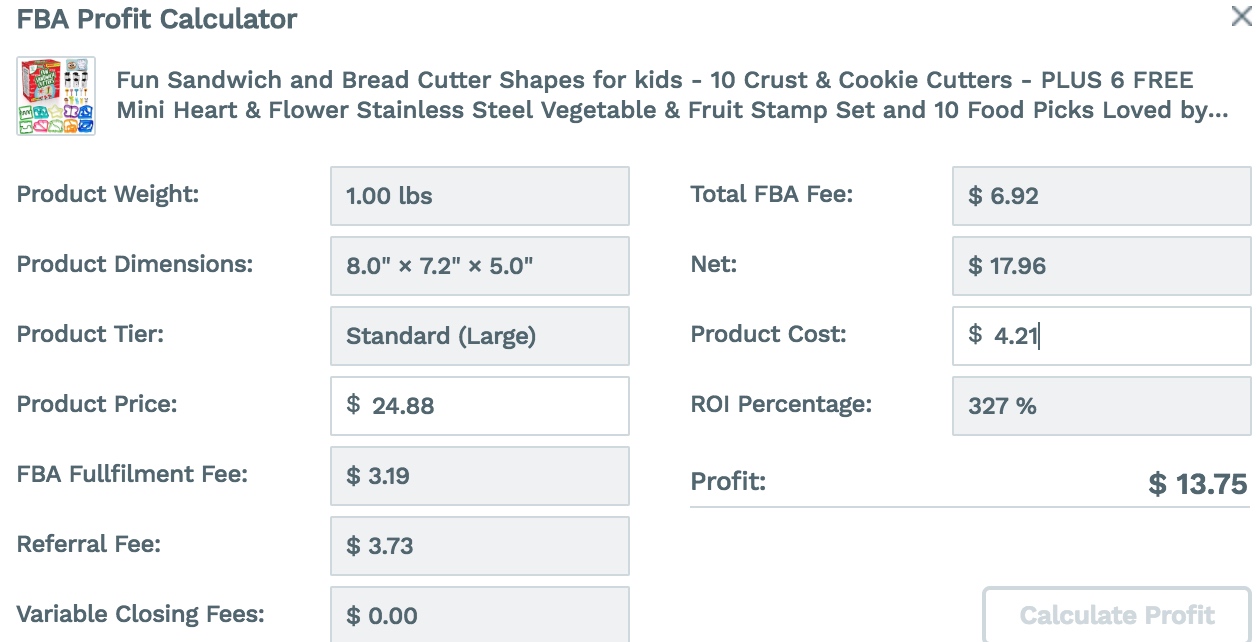 FBA Profit Calculator
Fun Sandwich and Bread Cutter Shapes for kids - 10 Crust & Cookie Cutters - PLUS 6 FREE
Mini Heart & Flower Stainless Steel Vegetable & Fruit Stamp Set and 10 Food Picks Loved by...
Product Weight: 1.00 lbs
Product Dimensions: 8.0" × 7.2" × 5.0"
Product Tier: Standard (Large)
Product Price: $ 24.88
FBA Fullfilment Fee: $ 3.19
Referral Fee: $ 3.73
Variable Closing Fees: $ 0.00
Total FBA Fee: $ 6.92
Net: $ 17.96
Product Cost: $ 4.21
ROI Percentage: 327 %
Profit: $ 13.75
Calculate Profit